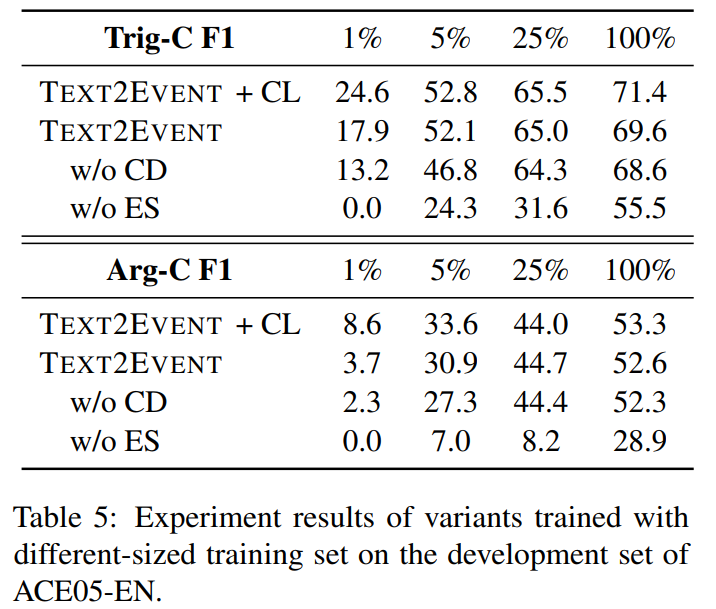 Trig-C F1 1% 5% 25% 100%
TEXT2EVENT + CL 24.6 52.8 65.5 71.4
TEXT2EVENT 17.9 52.1 65.0 69.6
w/o CD 13.2 46.8 64.3 68.6
w/o ES 0.0 24.3 31.6 55.5
Arg-C F1 1% 5% 25% 100%
TEXT2EVENT + CL 8.6 33.6 44.0 53.3
TEXT2EVENT 3.7 30.9 44.7 52.6
w/o CD 2.3 27.3 44.4 52.3
w/o ES 0.0 7.0 8.2 28.9
Table 5: Experiment results of variants trained with
different-sized training set on the development set of
ACE05-EN.